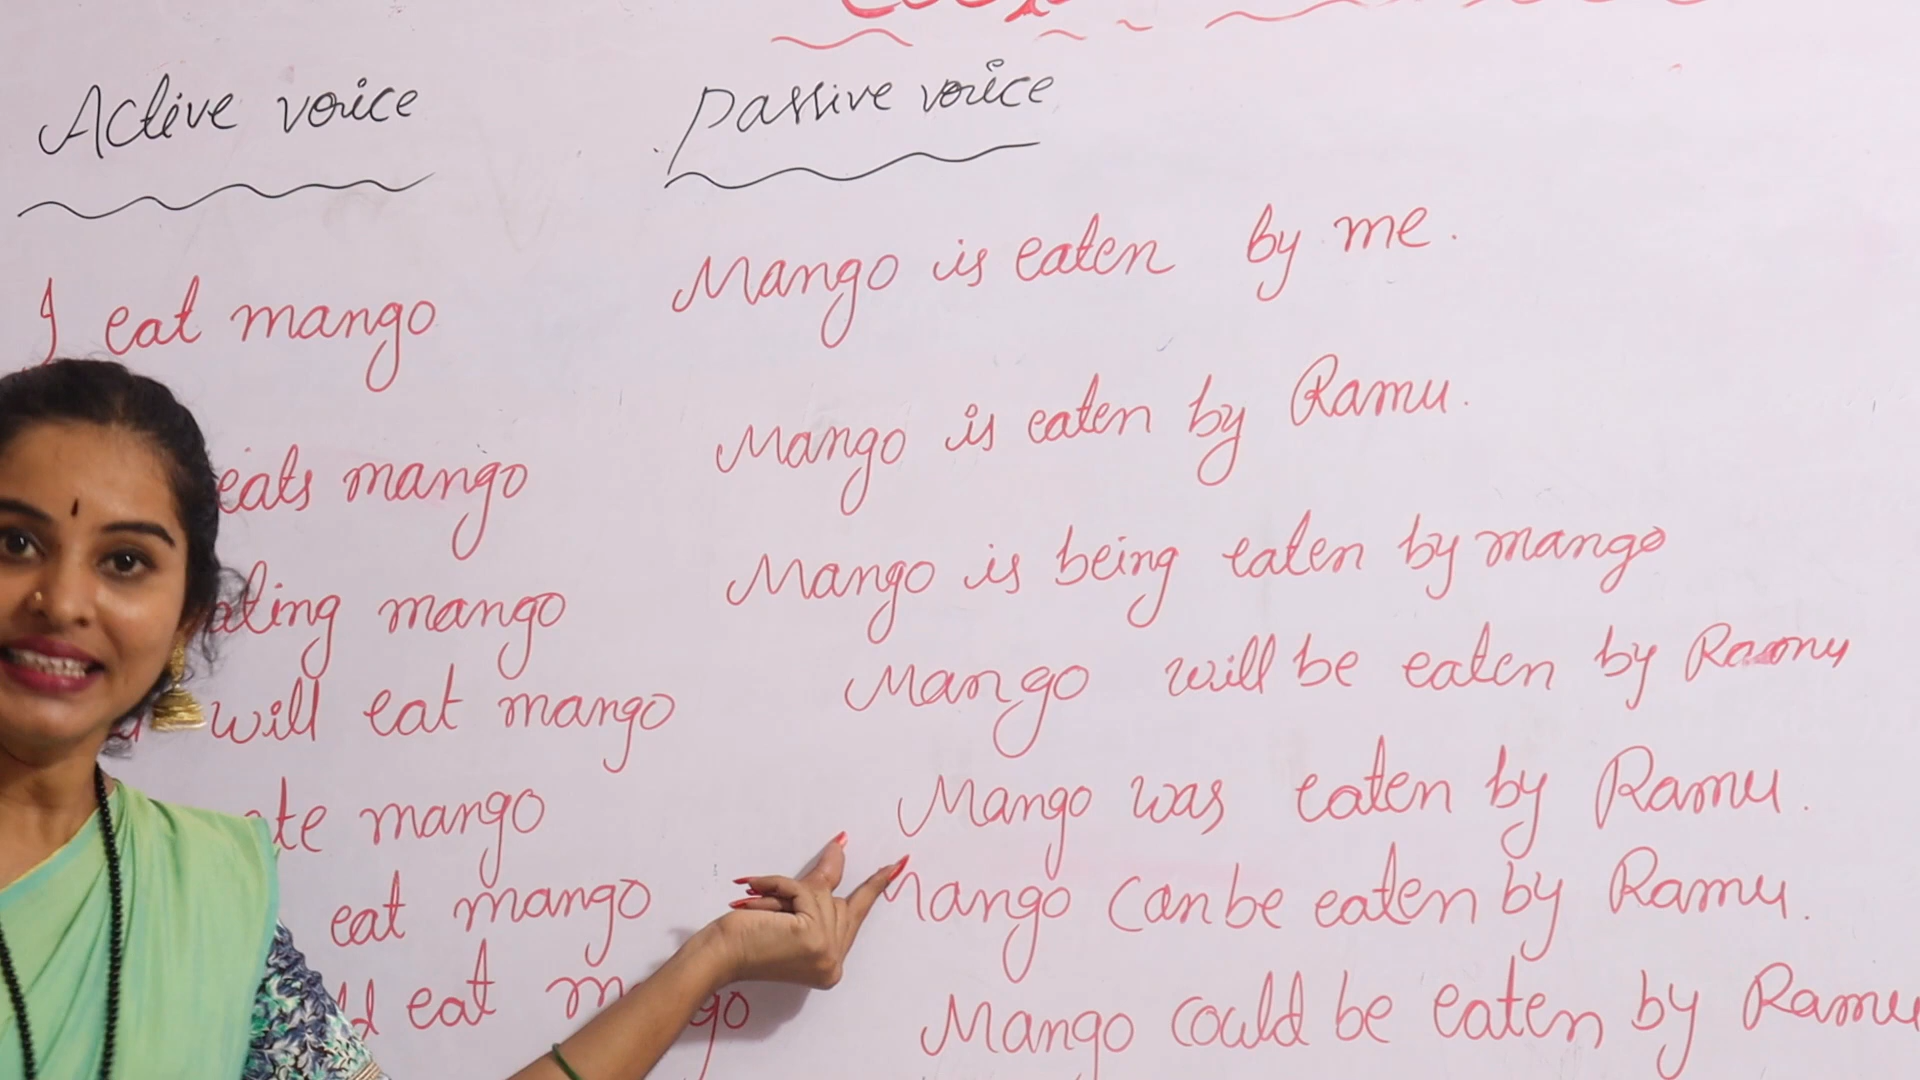 Active voice
Passive voice
I eat mango
Mango is eaten by me.
eats mango
Mango is eaten by Ramu.
ating mango
Mango is being eaten by mango
will eat mango
Mango will be eaten by Ramu
te mango
Mango was eaten by Ramu.
eat mango
Mango can be eaten by Ramu.
ld eat mango
Mango could be eaten by Ramu